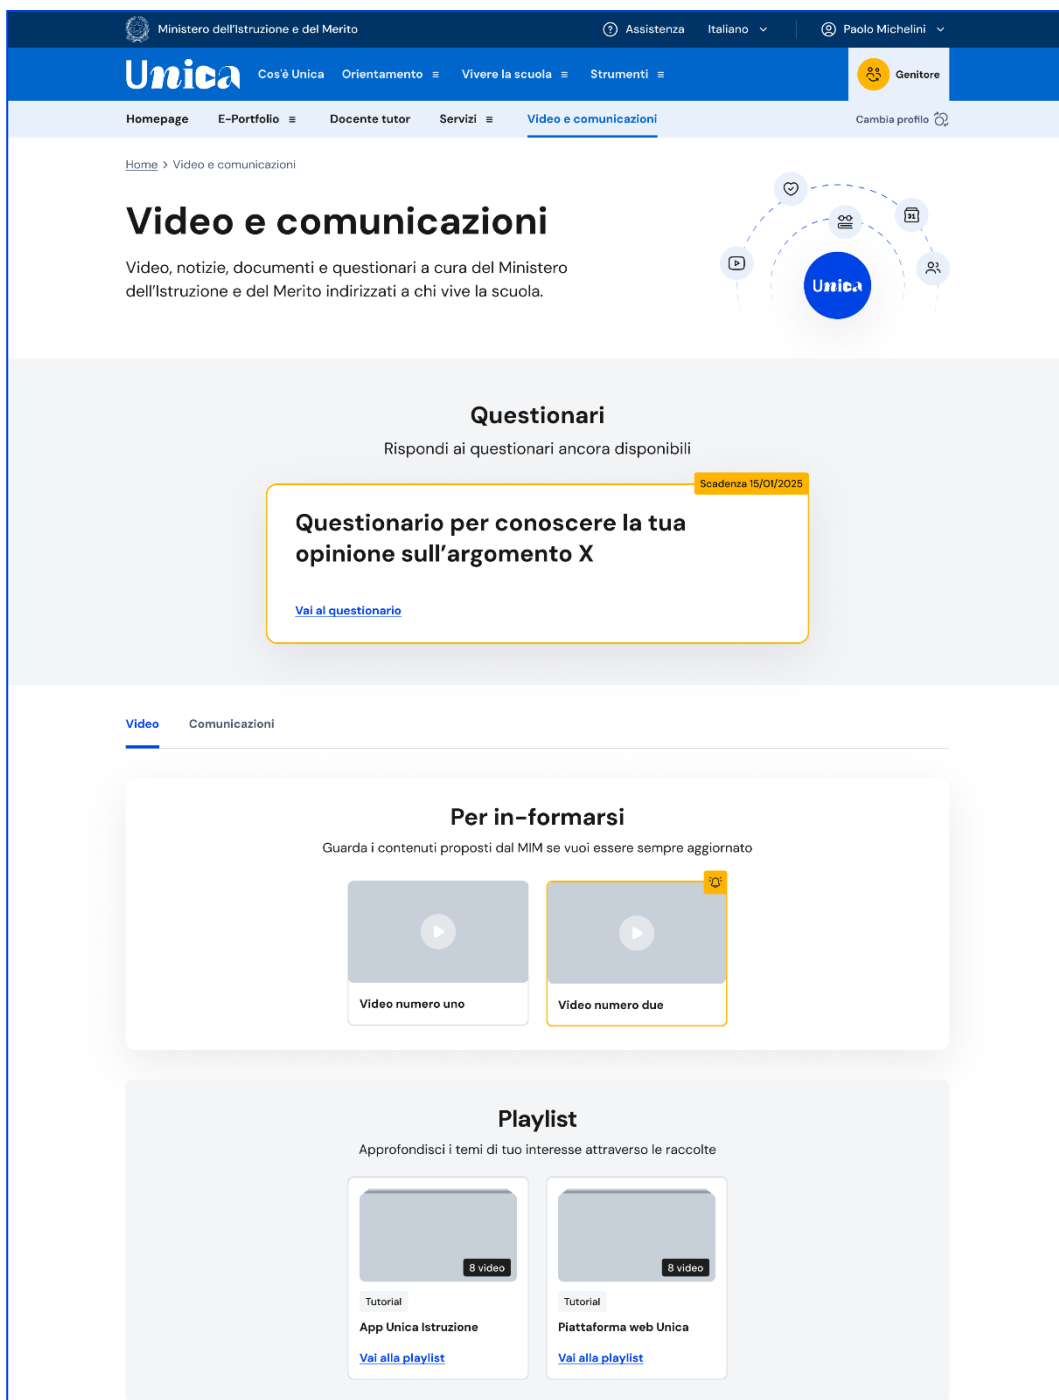 Ministero dell'Istruzione e del Merito
Assistenza
Italiano
Paolo Michelini
Unica
Cos'è Unica
Orientamento
Vivere la scuola
Strumenti
Genitore
Homepage
E-Portfolio
Docente tutor
Servizi
Video e comunicazioni
Cambia profilo
Home > Video e comunicazioni
Video e comunicazioni
Video, notizie, documenti e questionari a cura del Ministero
dell'Istruzione e del Merito indirizzati a chi vive la scuola.
31
Unica
Questionari
Rispondi ai questionari ancora disponibili
Scadenza 15/01/2025
Questionario per conoscere la tua
opinione sull'argomento X
Vai al questionario
Video
Comunicazioni
Per in-formarsi
Guarda i contenuti proposti dal MIM se vuoi essere sempre aggiornato
Video numero uno
Video numero due
Playlist
Approfondisci i temi di tuo interesse attraverso le raccolte
8 video
8 video
Tutorial
Tutorial
App Unica Istruzione
Piattaforma web Unica
Vai alla playlist
Vai alla playlist